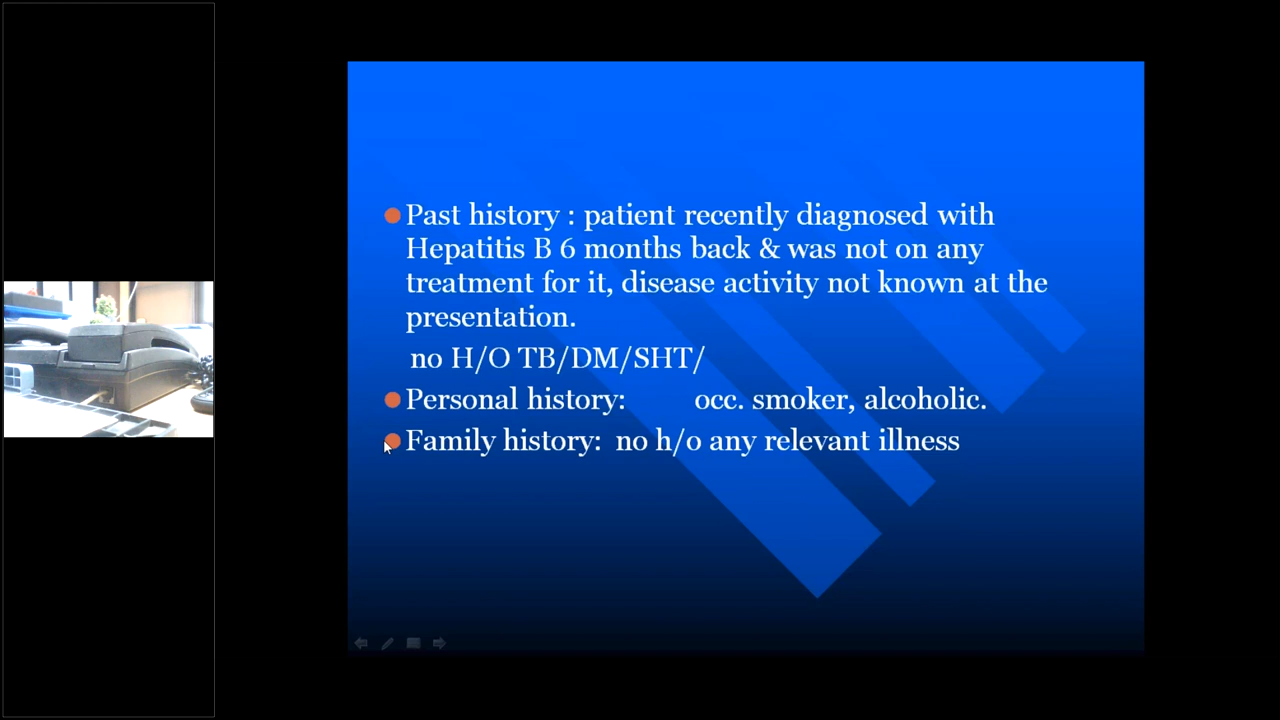 Past history : patient recently diagnosed with
Hepatitis B 6 months back & was not on any
treatment for it, disease activity not known at the
presentation.
no H/O TB/DM/SHT/
Personal history: occ. smoker, alcoholic.
Family history: no h/o any relevant illness